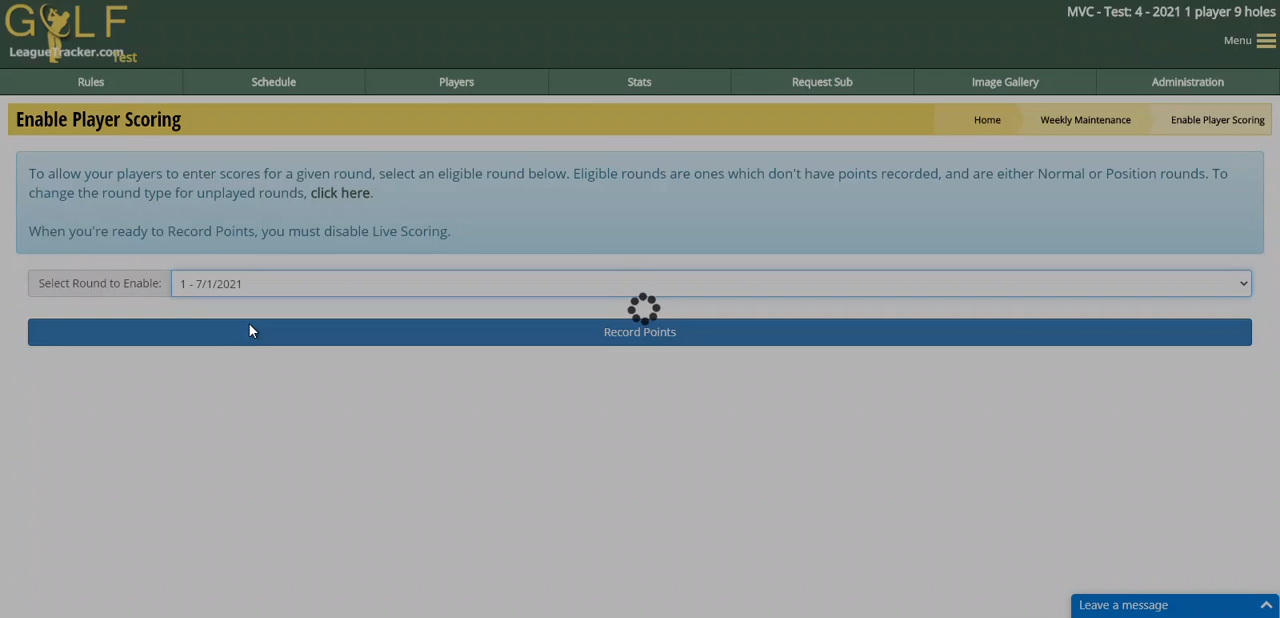 GOLF
LeagueTracker.com
Test
MVC - Test: 4 - 2021 1 player 9 holes
Menu
Rules
Schedule
Players
Stats
Request Sub
Image Gallery
Administration
Enable Player Scoring
Home
Weekly Maintenance
Enable Player Scoring
To allow your players to enter scores for a given round, select an eligible round below. Eligible rounds are ones which don't have points recorded, and are either Normal or Position rounds. To
change the round type for unplayed rounds, click here.
When you're ready to Record Points, you must disable Live Scoring.
Select Round to Enable:
1 - 7/1/2021
Record Points
Leave a message